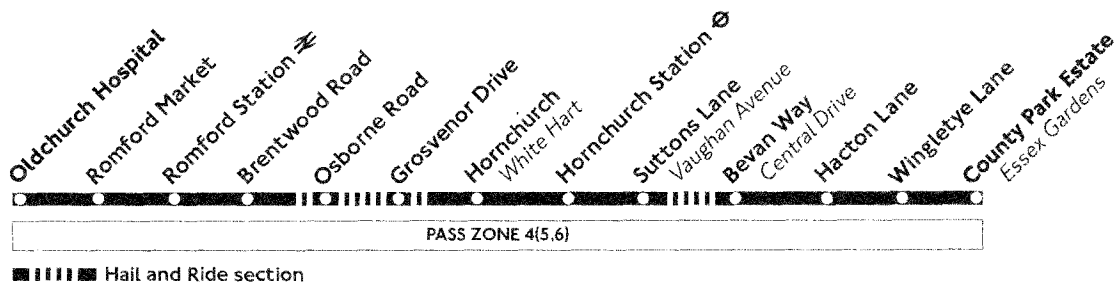 Oldchurch Hospital
Romford Market
Romford Station
Brentwood Road
Osborne Road
Grosvenor Drive
Hornchurch
White Hart
Hornchurch Station
Suttons Lane
Vaughan Avenue
Bevan Way
Central Drive
Hacton Lane
Wingletye Lane
County Park Estate
Essex Gardens
PASS ZONE 4(5,6)
Hail and Ride section